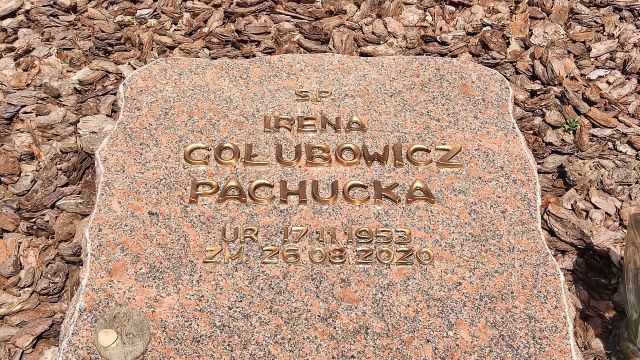 Ś.P.
IRENA
GOŁUBOWICZ
PACHUCKA
UR. 17.11.1953
ZM. 26.08.2020